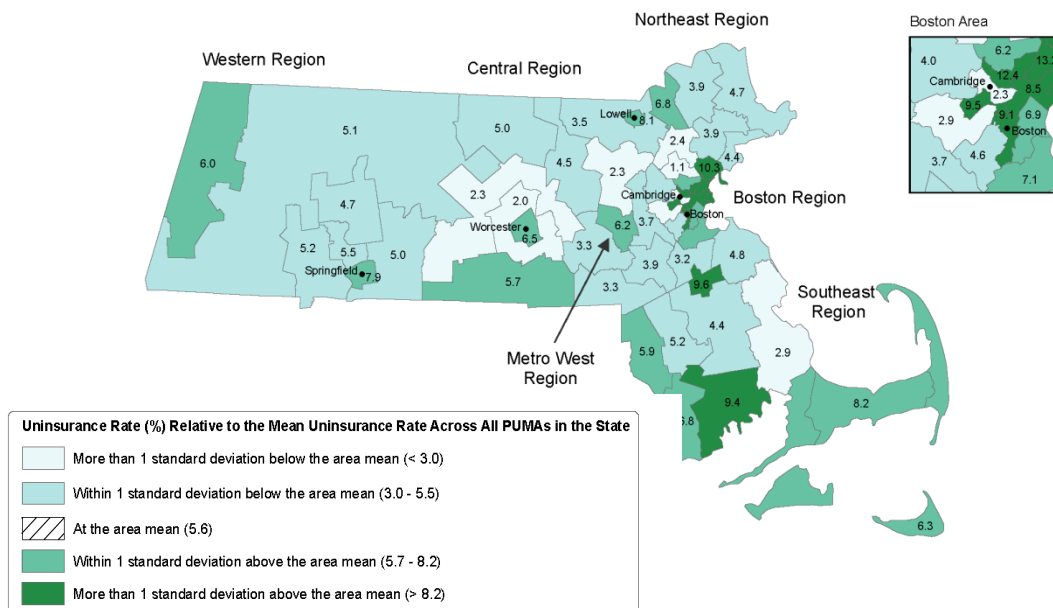 Northeast Region
Boston Area
Western Region
Central Region
6.2
4.0
13.
12.4
Cambridge
8.5
2.3
9.5
9.1
6.9
2.9
Boston
4.6
3.7
7.1
3.9
4.7
6.8
Lowell
8.1
3.5
5.0
5.1
3.9
2.4
4.5
4.4
6.0
1.1
10.3
2.3
2.3
2.0
Cambridge
Boston Region
4.7
Boston
Worcester
6.5
6.2
3.7
5.2
5.5
5.0
3.3
3.2
4.8
3.9
Springfield
7.9
5.7
3.3
9.6
Southeast
Region
4.4
5.2
5.9
2.9
Metro West
Region
9.4
8.2
6.8
6.3
Uninsurance Rate (%) Relative to the Mean Uninsurance Rate Across All PUMAs in the State
More than 1 standard deviation below the area mean (< 3.0)
Within 1 standard deviation below the area mean (3.0 - 5.5)
At the area mean (5.6)
Within 1 standard deviation above the area mean (5.7 - 8.2)
More than 1 standard deviation above the area mean (> 8.2)